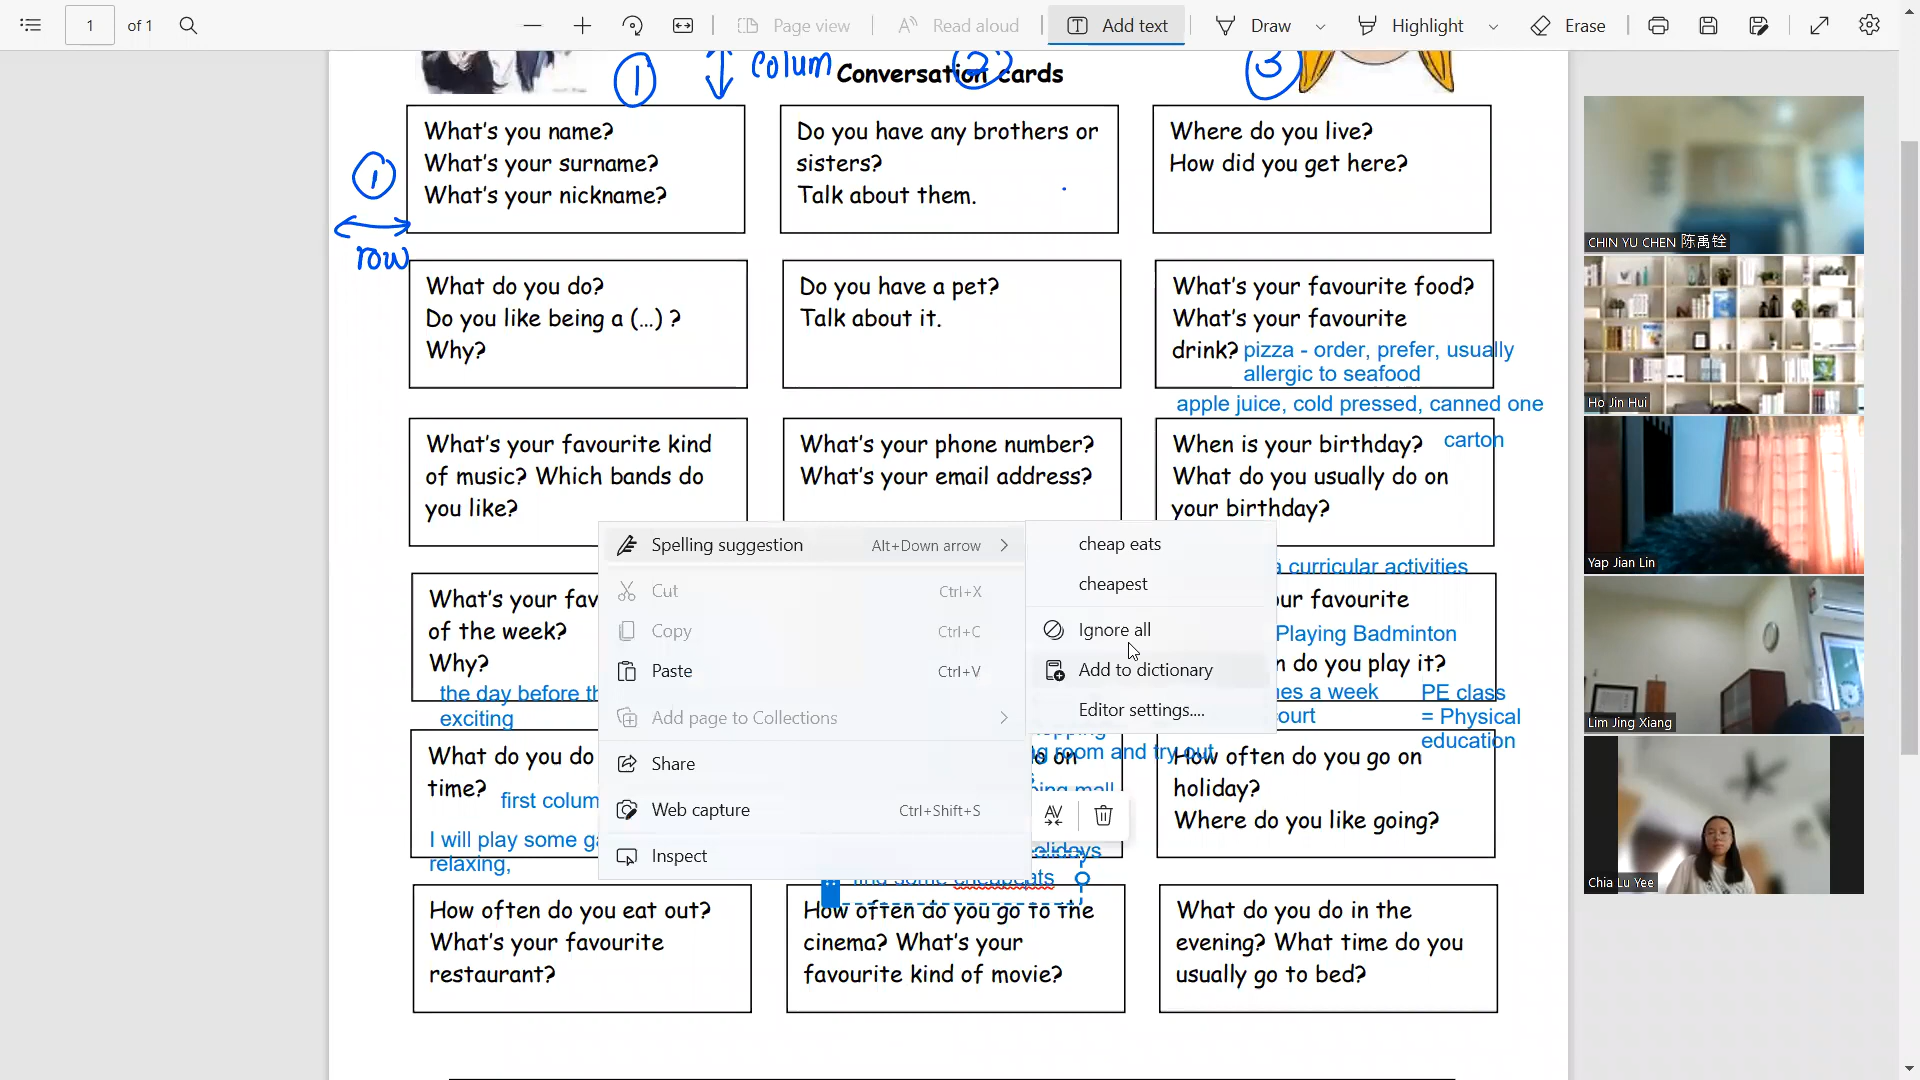 1 of 1 Page view Read aloud Add text Draw Highlight Erase
1 colum Conversation cards 2 3
What's you name?
What's your surname?
What's your nickname?
Do you have any brothers or
sisters?
Talk about them.
Where do you live?
How did you get here?
1
row
What do you do?
Do you like being a (...) ?
Why?
Do you have a pet?
Talk about it.
What's your favourite food?
What's your favourite
drink? pizza - order, prefer, usually
allergic to seafood
apple juice, cold pressed, canned one
carton
What's your favourite kind
of music? Which bands do
you like?
What's your phone number?
What's your email address?
When is your birthday?
What do you usually do on
your birthday?
Spelling suggestion Alt+Down arrow
Cut Ctrl+X
Copy Ctrl+C
Paste Ctrl+V
Add page to Collections
Share
Web capture Ctrl+Shift+S
Inspect
cheap eats
cheapest
Ignore all
Add to dictionary
Editor settings....
a curricular activities
What's your fav
of the week?
Why?
the day before th
exciting
ur favourite
Playing Badminton
n do you play it?
mes a week
court
PE class
= Physical
education
What do you do
time? first colum
I will play some ga
relaxing,
g room and try out
o on
ping mall
olidays
find some cheapeats
How often do you go on
holiday?
Where do you like going?
How often do you eat out?
What's your favourite
restaurant?
How often do you go to the
cinema? What's your
favourite kind of movie?
What do you do in the
evening? What time do you
usually go to bed?
CHIN YU CHEN 陈禹铨
Ho Jin Hui
Yap Jian Lin
Lim Jing Xiang
Chia Lu Yee